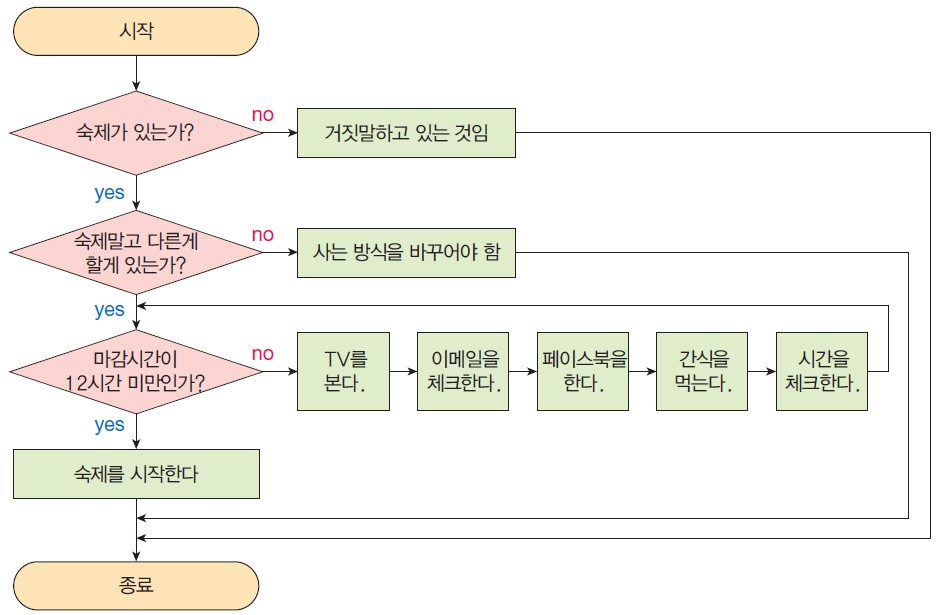 시작
숙제가 있는가?
no
거짓말하고 있는 것임
yes
숙제말고 다른게
할게 있는가?
no
사는 방식을 바꾸어야 함
yes
마감시간이
12시간 미만인가?
no
TV를
본다.
이메일을
체크한다.
페이스북을
한다.
간식을
먹는다.
시간을
체크한다.
yes
숙제를 시작한다
종료